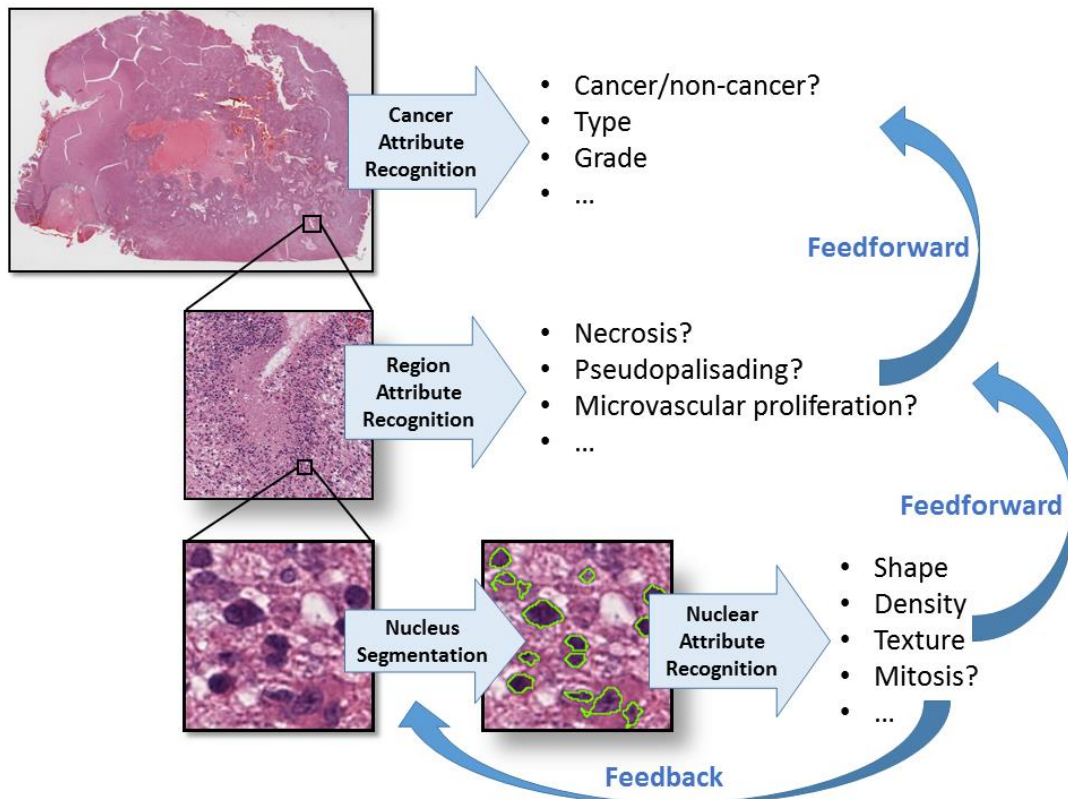 Cancer
Attribute
Recognition
• Cancer/non-cancer?
• Type
• Grade
• ...
Feedforward
Region
Attribute
Recognition
• Necrosis?
• Pseudopalisading?
• Microvascular proliferation?
• ...
Feedforward
Nucleus
Segmentation
Nuclear
Attribute
Recognition
• Shape
• Density
• Texture
• Mitosis?
• ...
Feedback